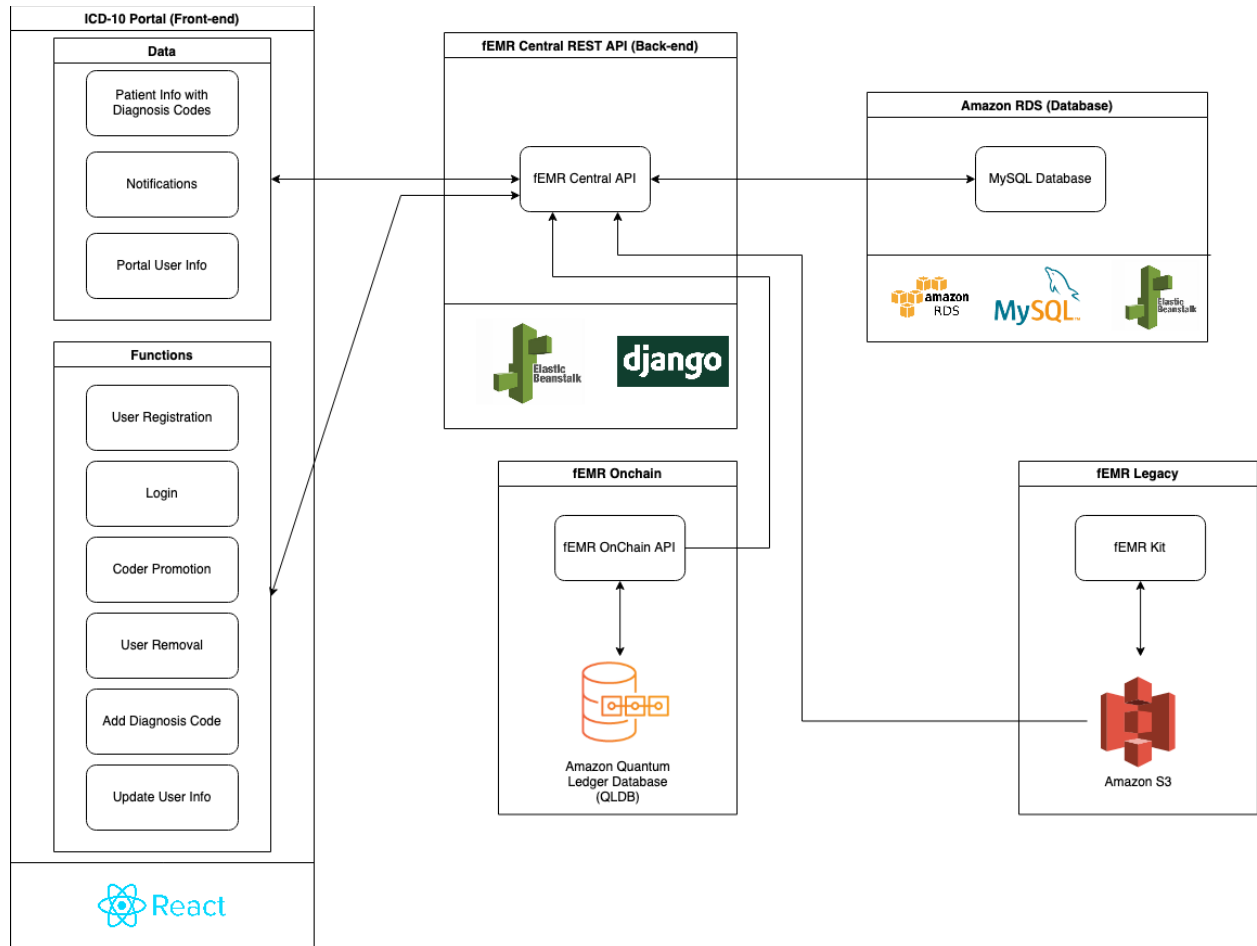 ICD-10 Portal (Front-end)
Data
Patient Info with
Diagnosis Codes
Notifications
Portal User Info
Functions
User Registration
Login
Coder Promotion
User Removal
Add Diagnosis Code
Update User Info
React
fEMR Central REST API (Back-end)
fEMR Central API
Elastic
Beanstalk
django
Amazon RDS (Database)
MySQL Database
amazon
RDS
MySQL
Elastic
Beanstalk
fEMR Onchain
fEMR OnChain API
Amazon Quantum
Ledger Database
(QLDB)
fEMR Legacy
fEMR Kit
Amazon S3